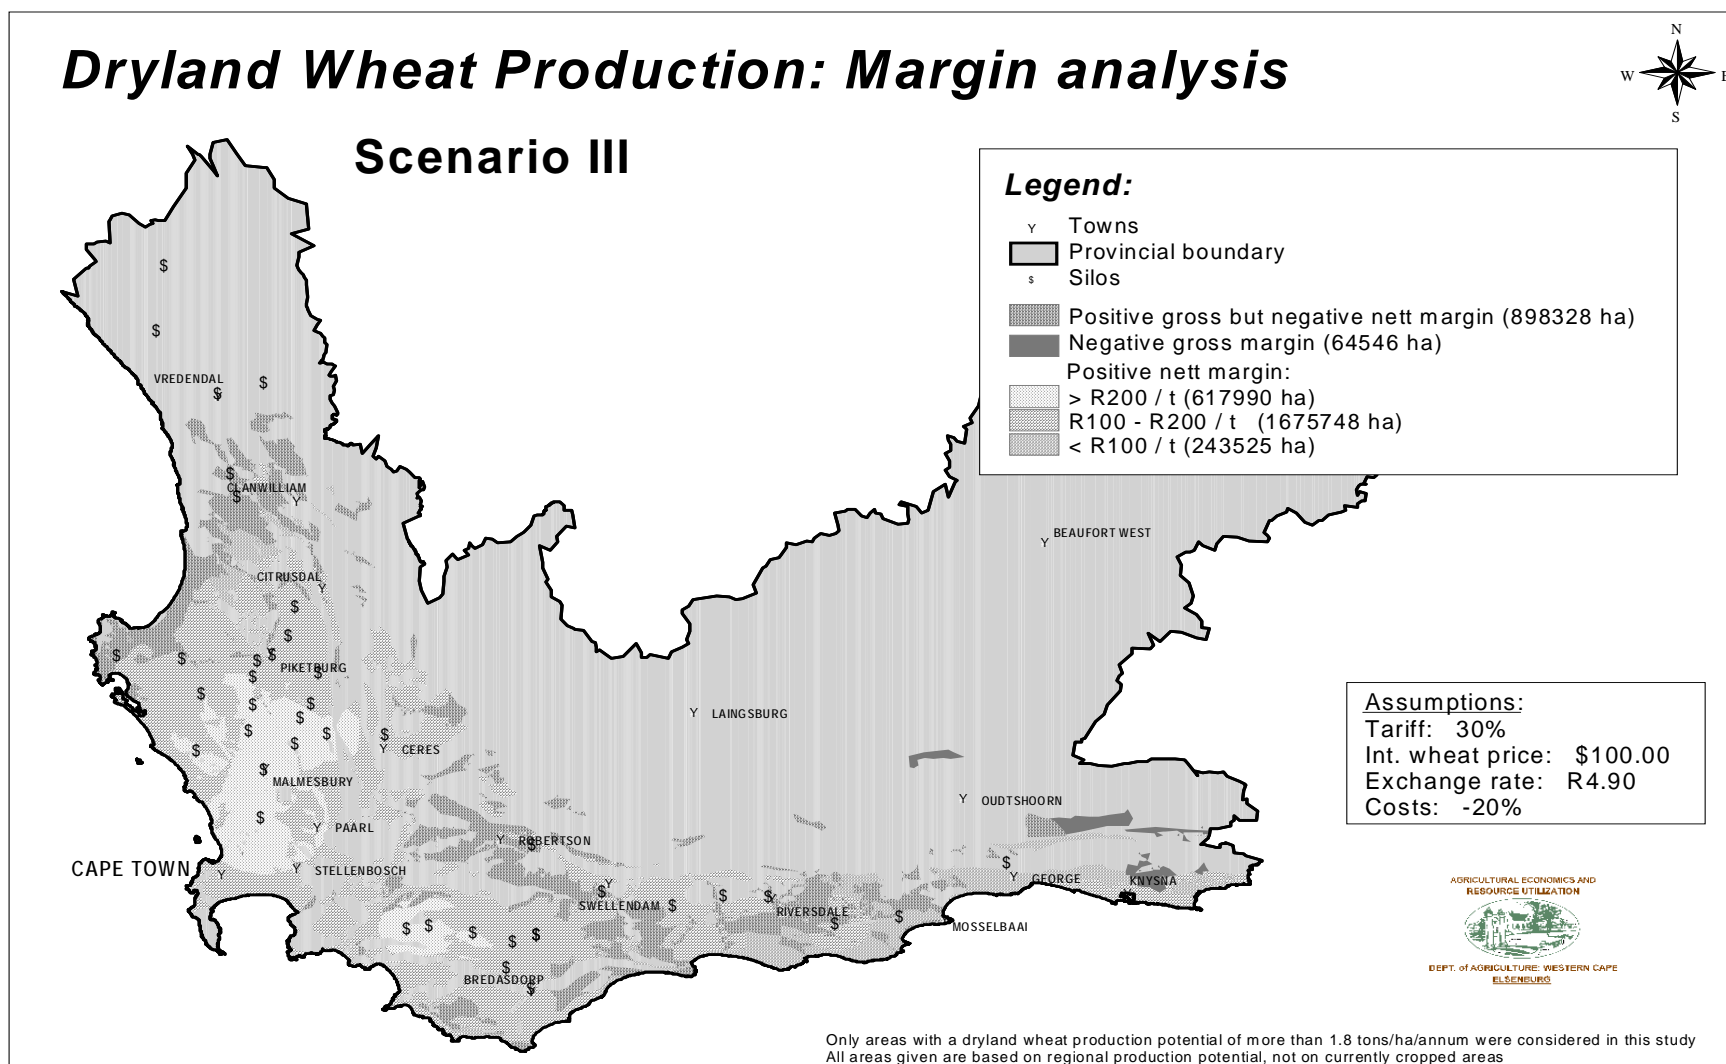 Dryland Wheat Production: Margin analysis
Scenario III
N
W
E
S
Legend:
Y Towns
Provincial boundary
$ Silos
Positive gross but negative nett margin (898328 ha)
Negative gross margin (64546 ha)
Positive nett margin:
> R200 / t (617990 ha)
R100 - R200 / t (1675748 ha)
< R100 / t (243525 ha)
VREDENDAL
CLANWILLIAM
BEAUFORT WEST
CITRUSDAL
PIKETBURG
LAINGSBURG
CERES
MALMESBURY
OUDTSHOORN
PAARL
ROBERTSON
CAPE TOWN
STELLENBOSCH
GEORGE
KNYSNA
SWELLENDAM
RIVERSDALE
MOSSELBAAI
BREDASDORP
Assumptions:
Tariff: 30%
Int. wheat price: $100.00
Exchange rate: R4.90
Costs: -20%
AGRICULTURAL ECONOMICS AND
RESOURCE UTILIZATION
DEPT. of AGRICULTURE: WESTERN CAPE
ELSENBURG
Only areas with a dryland wheat production potential of more than 1.8 tons/ha/annum were considered in this study
All areas given are based on regional production potential, not on currently cropped areas